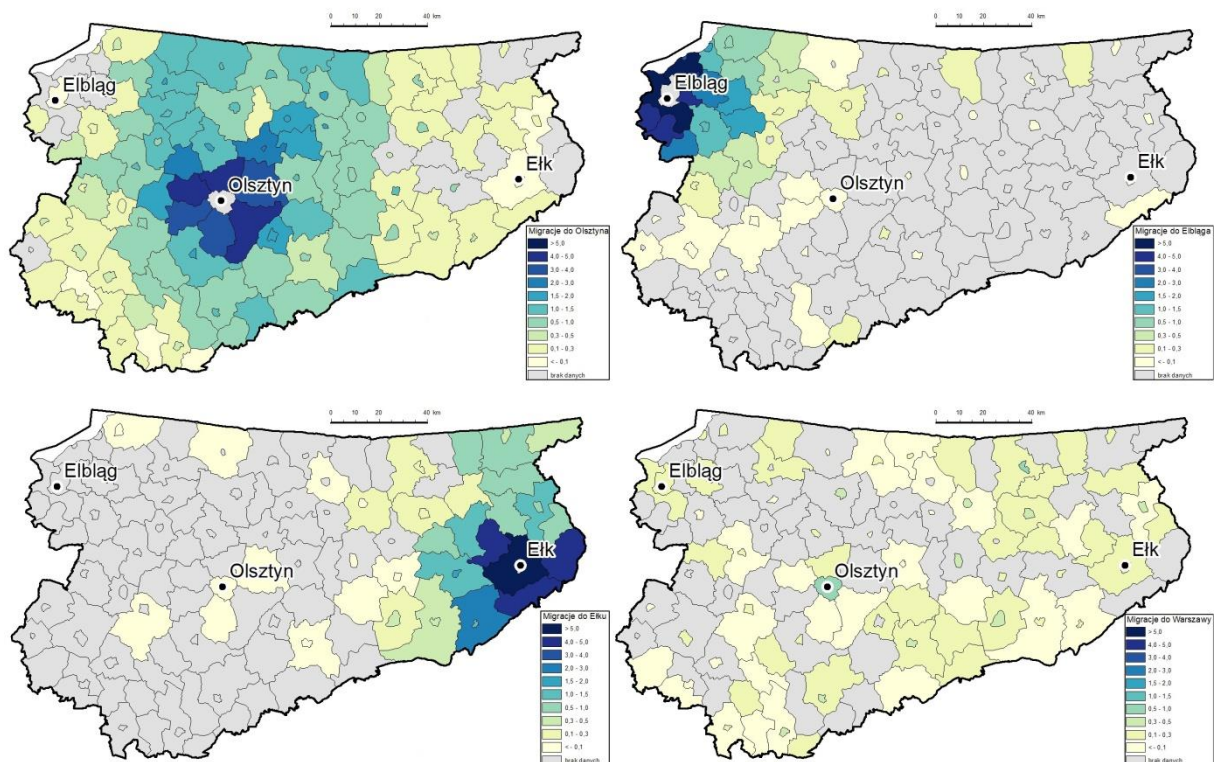 0 10 20 40 km
Elbląg
Olsztyn
Ełk
Migracje do Olsztyna
> 5,0
4,0 - 5,0
3,0 - 4,0
2,0 - 3,0
1,5 - 2,0
1,0 - 1,5
0,5 - 1,0
0,3 - 0,5
0,1 - 0,3
< - 0,1
brak danych
0 10 20 40 km
Elbląg
Olsztyn
Ełk
Migracje do Elbląga
> 5,0
4,0 - 5,0
3,0 - 4,0
2,0 - 3,0
1,5 - 2,0
1,0 - 1,5
0,5 - 1,0
0,3 - 0,5
0,1 - 0,3
< - 0,1
brak danych
0 10 20 40 km
Elbląg
Ełk
Olsztyn
Migracje do Ełku
> 5,0
4,0 - 5,0
3,0 - 4,0
2,0 - 3,0
1,5 - 2,0
1,0 - 1,5
0,5 - 1,0
0,3 - 0,5
0,1 - 0,3
< - 0,1
brak danych
0 10 20 40 km
Elbląg
Ełk
Olsztyn
Migracje do Warszawy
> 5,0
4,0 - 5,0
3,0 - 4,0
2,0 - 3,0
1,5 - 2,0
1,0 - 1,5
0,5 - 1,0
0,3 - 0,5
0,1 - 0,3
< - 0,1
brak danych